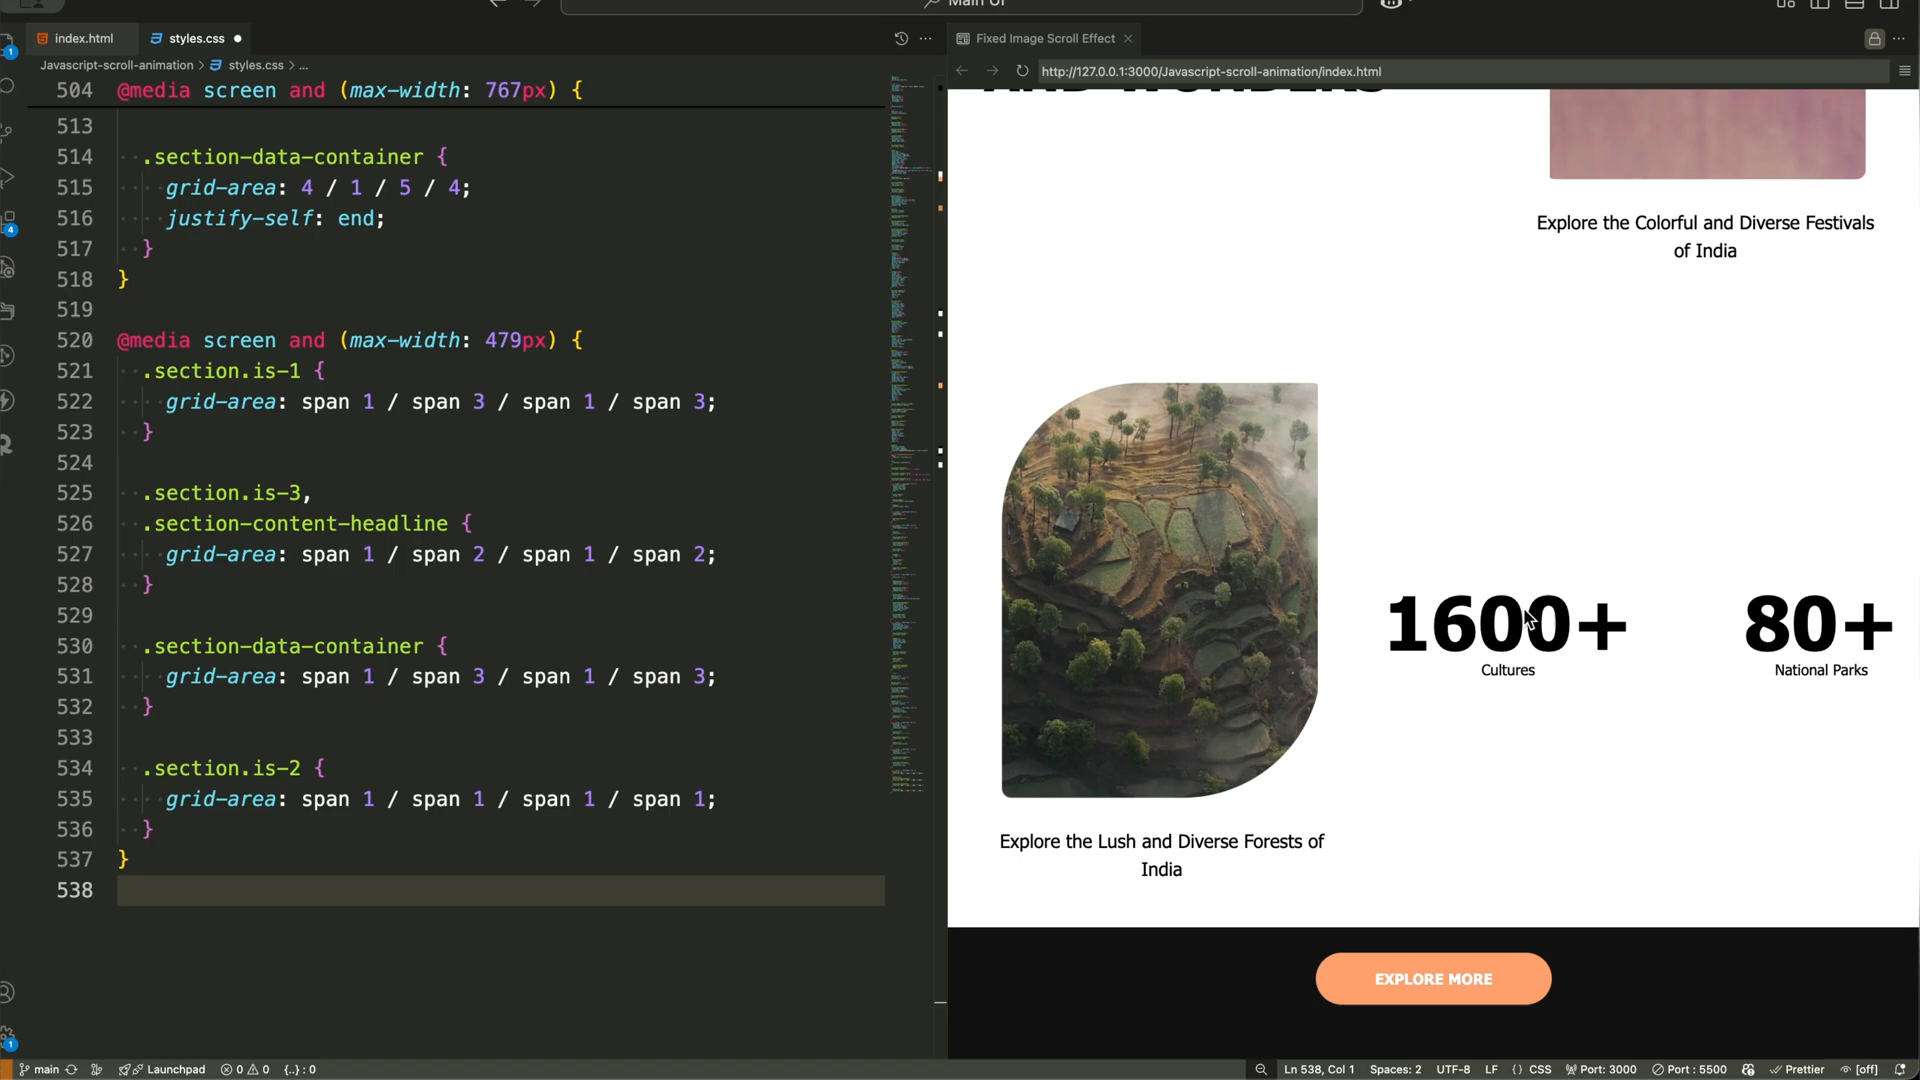 Main UI
index.html
styles.css
Javascript-scroll-animation > styles.css > ...
504 @media screen and (max-width: 767px) {
513
514 .section-data-container {
515 grid-area: 4 / 1 / 5 / 4;
516 justify-self: end;
517 }
518 }
519
520 @media screen and (max-width: 479px) {
521 .section.is-1 {
522 grid-area: span 1 / span 3 / span 1 / span 3;
523 }
524
525 .section.is-3,
526 .section-content-headline {
527 grid-area: span 1 / span 2 / span 1 / span 2;
528 }
529
530 .section-data-container {
531 grid-area: span 1 / span 3 / span 1 / span 3;
532 }
533
534 .section.is-2 {
535 grid-area: span 1 / span 1 / span 1 / span 1;
536 }
537 }
538
1
4
1
Fixed Image Scroll Effect
http://127.0.0.1:3000/Javascript-scroll-animation/index.html
AND WONDERS
Explore the Colorful and Diverse Festivals
of India
1600+
Cultures
80+
National Parks
Explore the Lush and Diverse Forests of
India
EXPLORE MORE
main Launchpad 0 0 {..} : 0 Ln 538, Col 1 Spaces: 2 UTF-8 LF {} CSS Port: 3000 Port : 5500 Prettier [off]